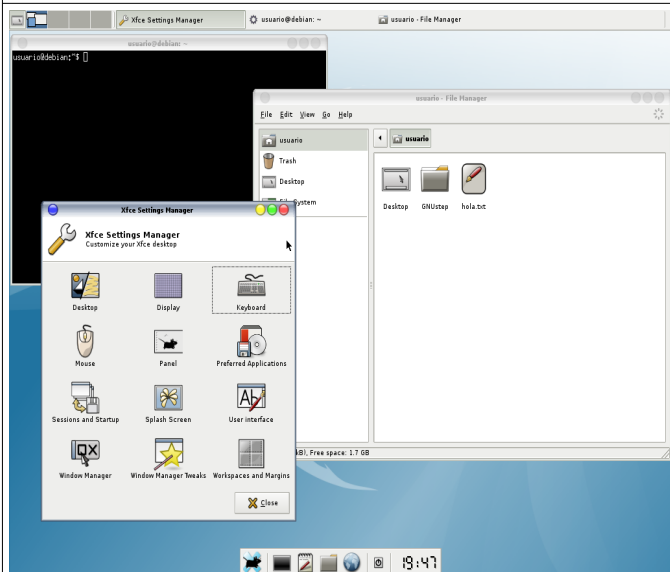 Xfce Settings Manager
usuario@debian: ~
usuario - File Manager
usuario@debian: ~
usuario@debian:~$
usuario - File Manager
File Edit View Go Help
usuario
usuario
Trash
Desktop
System
Desktop
GNUstep
hola.txt
Xfce Settings Manager
Xfce Settings Manager
Customize your Xfce desktop
Desktop
Display
Keyboard
Mouse
Panel
Preferred Applications
Sessions and Startup
Splash Screen
User interface
Window Manager
Window Manager Tweaks
Workspaces and Margins
Close
kB), Free space: 1.7 GB
19:47